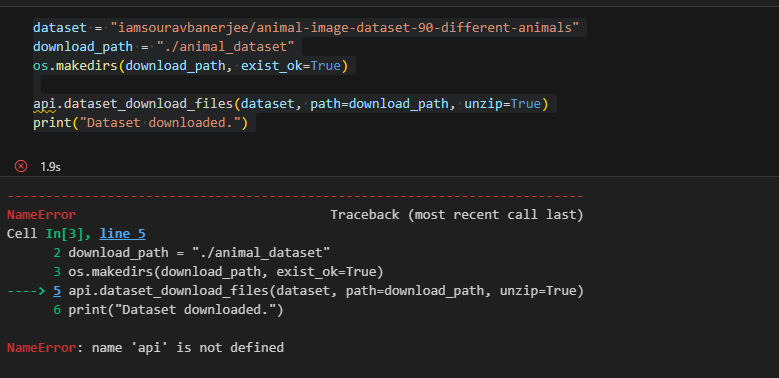 dataset = "iamsouravbanerjee/animal-image-dataset-90-different-animals"
download_path = "./animal_dataset"
os.makedirs(download_path, exist_ok=True)
api.dataset_download_files(dataset, path=download_path, unzip=True)
print("Dataset downloaded.")
1.9s
---------------------------------------------------------------------------
NameError                                 Traceback (most recent call last)
Cell In[3], line 5
      2 download_path = "./animal_dataset"
      3 os.makedirs(download_path, exist_ok=True)
----> 5 api.dataset_download_files(dataset, path=download_path, unzip=True)
      6 print("Dataset downloaded.")
NameError: name 'api' is not defined